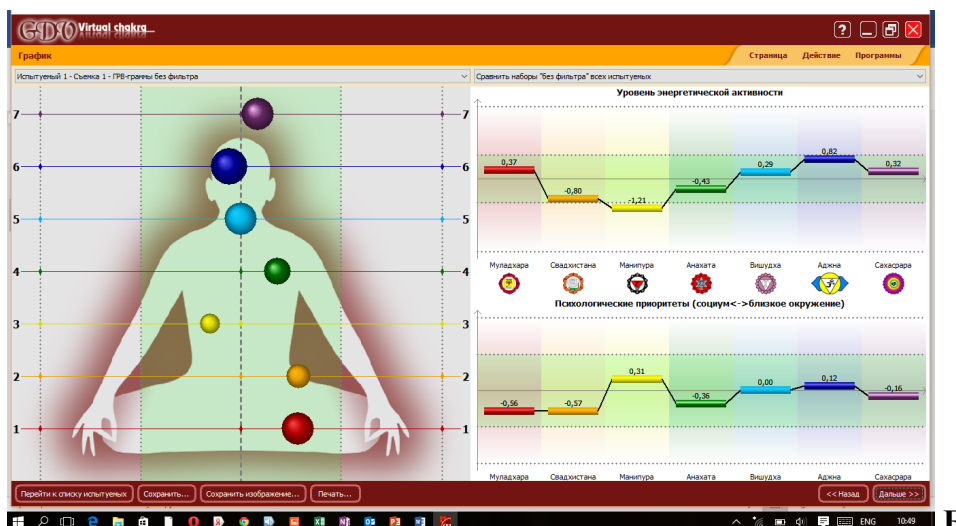 GDV Virtual chakra
График
Страница Действие Программы
Испытуемый 1 - Съемка 1 - ГРВ-граммы без фильтра
Сравнить наборы "без фильтра" всех испытуемых
7 7
6 6
5 5
4 4
3 3
2 2
1 1
Уровень энергетической активности
0,37 -0,80 -1,21 -0,43 0,29 0,82 0,32
Муладхара Свадхистана Манипура Анахата Вишудха Аджна Сахасрара
Психологические приоритеты (социум<->близкое окружение)
-0,56 -0,57 0,31 -0,36 0,00 0,12 -0,16
Муладхара Свадхистана Манипура Анахата Вишудха Аджна Сахасрара
Перейти к списку испытуемых Сохранить... Сохранить изображение... Печать... << Назад Дальше >>
ENG 10:49